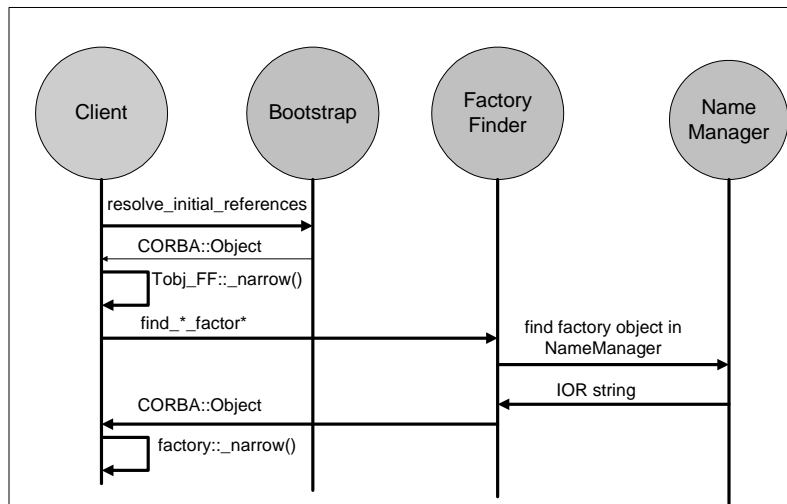 Client
Bootstrap
Factory
Finder
Name
Manager
resolve_initial_references
CORBA::Object
Tobj_FF::_narrow()
find_*_factor*
find factory object in
NameManager
IOR string
CORBA::Object
factory::_narrow()